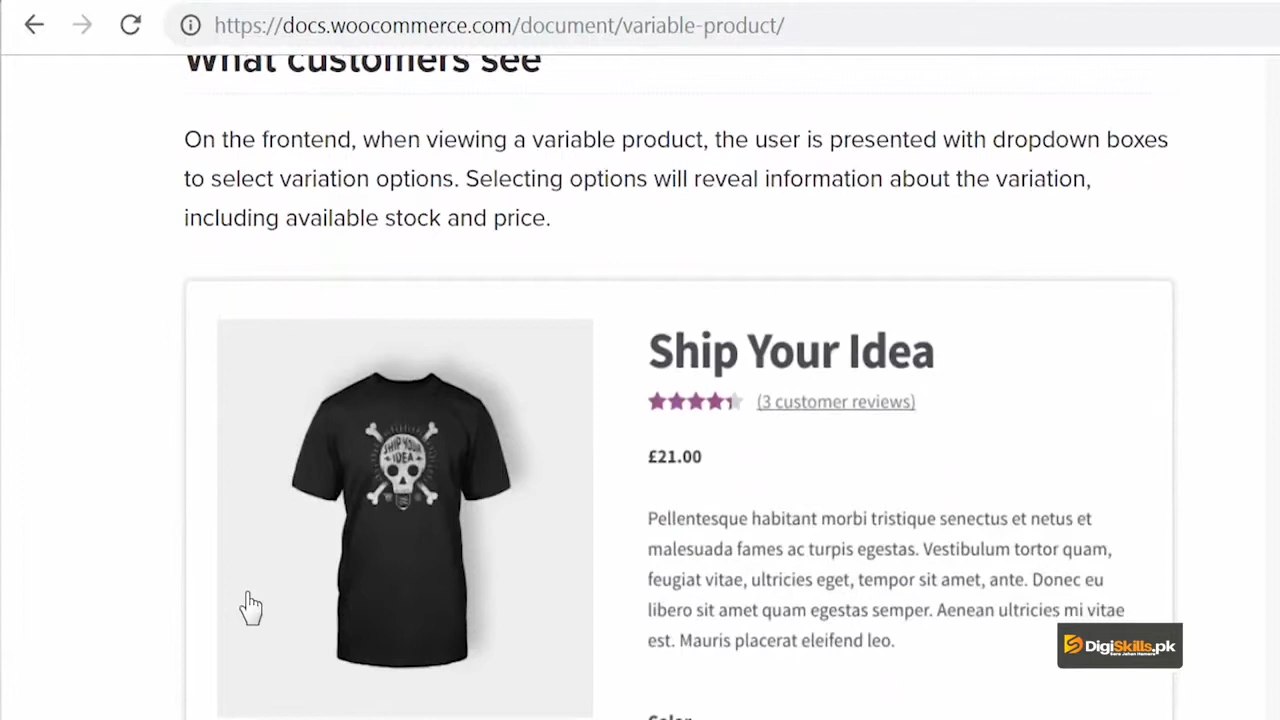 https://docs.woocommerce.com/document/variable-product/
What customers see
On the frontend, when viewing a variable product, the user is presented with dropdown boxes
to select variation options. Selecting options will reveal information about the variation,
including available stock and price.
Ship Your Idea
(3 customer reviews)
£21.00
SHIP YOUR
IDEA
Pellentesque habitant morbi tristique senectus et netus et
malesuada fames ac turpis egestas. Vestibulum tortor quam,
feugiat vitae, ultricies eget, tempor sit amet, ante. Donec eu
libero sit amet quam egestas semper. Aenean ultricies mi vitae
est. Mauris placerat eleifend leo.
DigiSkills.pk
Color